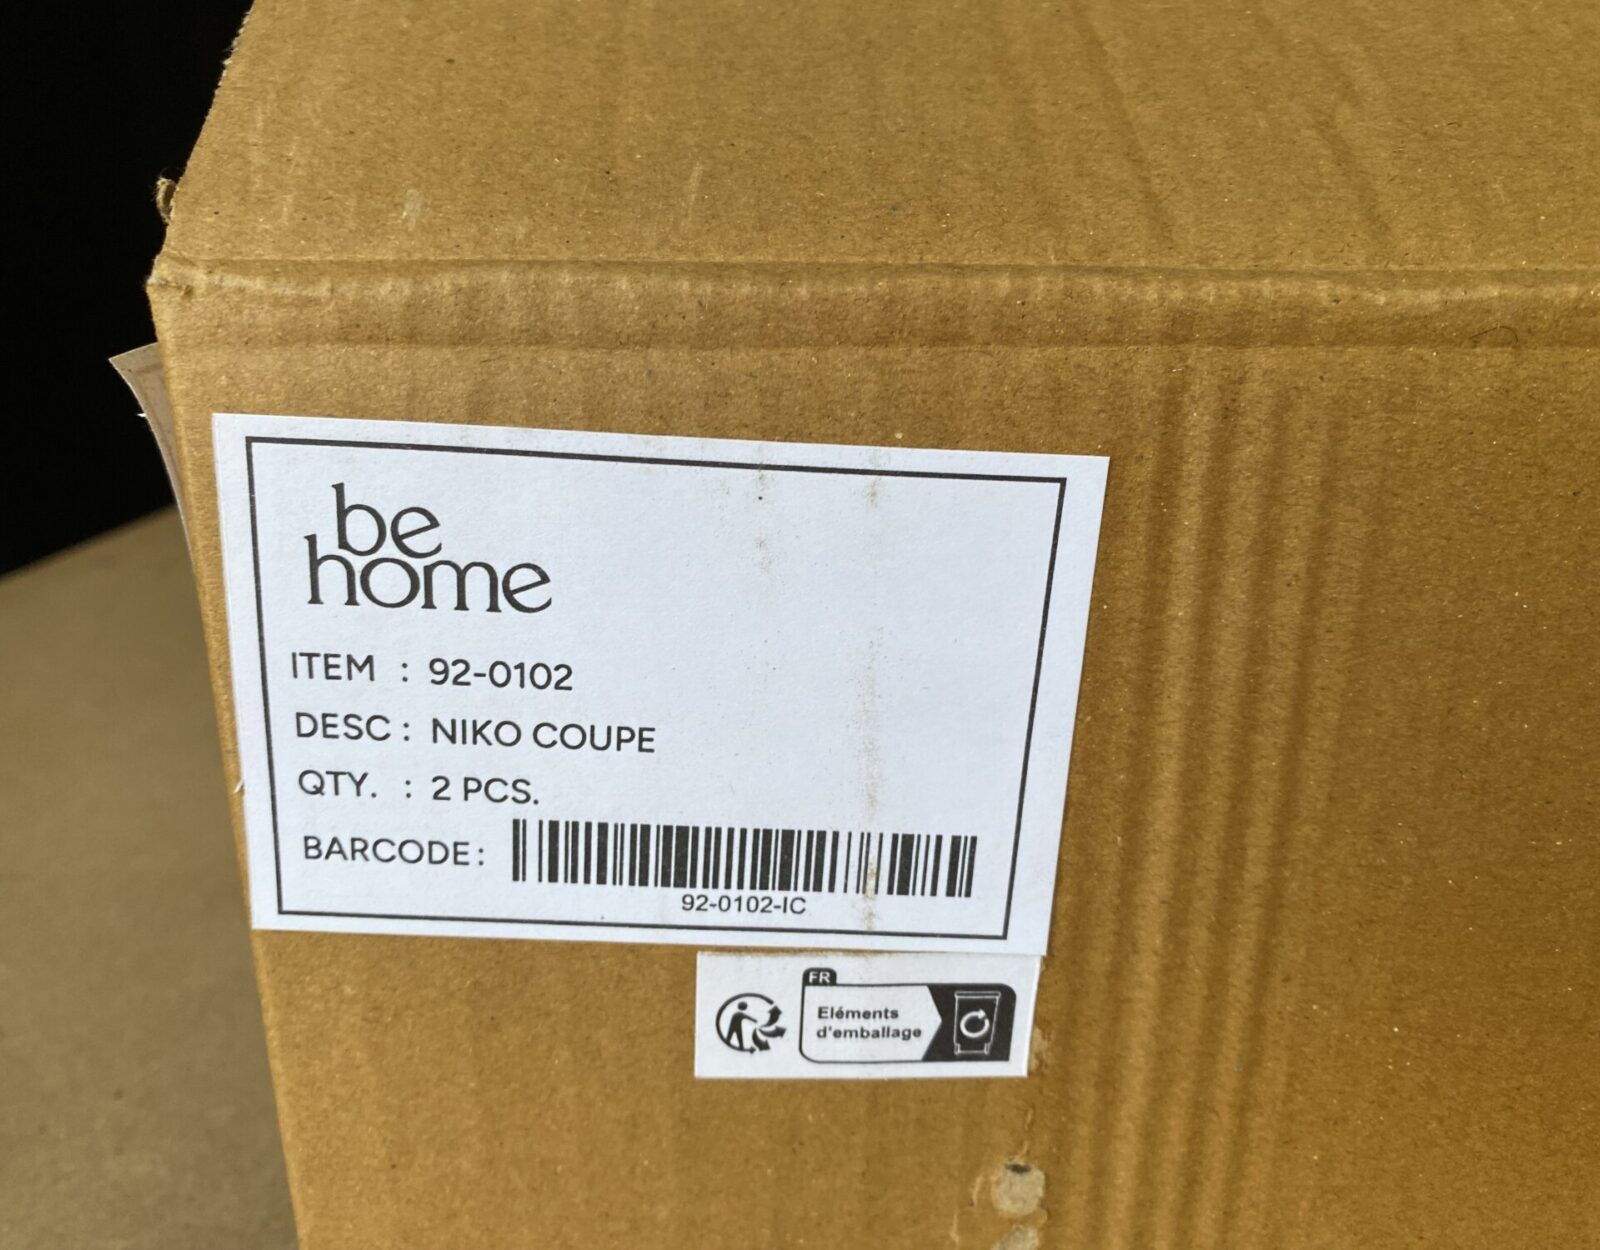 be
home
ITEM : 92-0102
DESC : NIKO COUPE
QTY. : 2 PCS.
BARCODE :
92-0102-IC
FR
Eléments
d'emballage